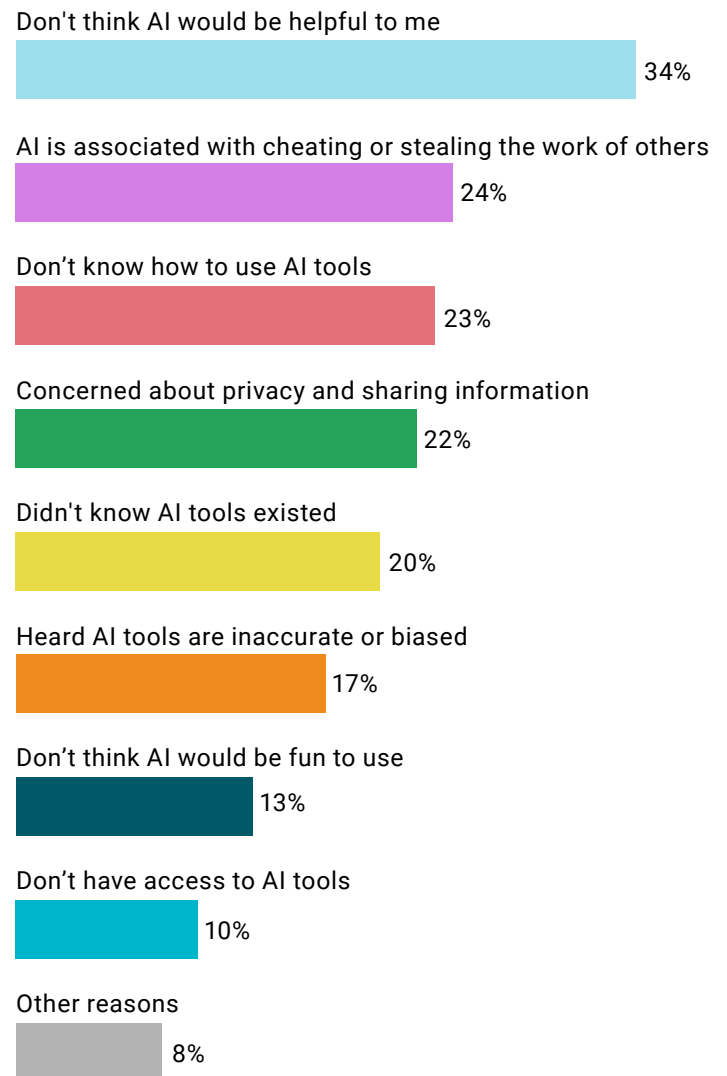 Don't think AI would be helpful to me
34%
AI is associated with cheating or stealing the work of others
24%
Don’t know how to use AI tools
23%
Concerned about privacy and sharing information
22%
Didn't know AI tools existed
20%
Heard AI tools are inaccurate or biased
17%
Don’t think AI would be fun to use
13%
Don’t have access to AI tools
10%
Other reasons
8%